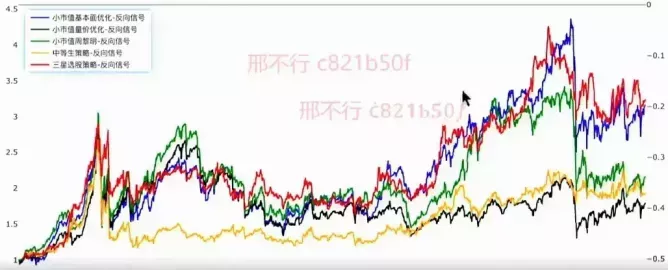 4.5
4
3.5
3
2.5
2
1.5
1
小市值基本面优化-反向信号
小市值量价优化-反向信号
小市值周黎明-反向信号
中等生策略-反向信号
三星选股策略-反向信号
邢不行 c821b50f
邢不行 c821b50f
0
-0.1
-0.2
-0.3
-0.4
-0.5